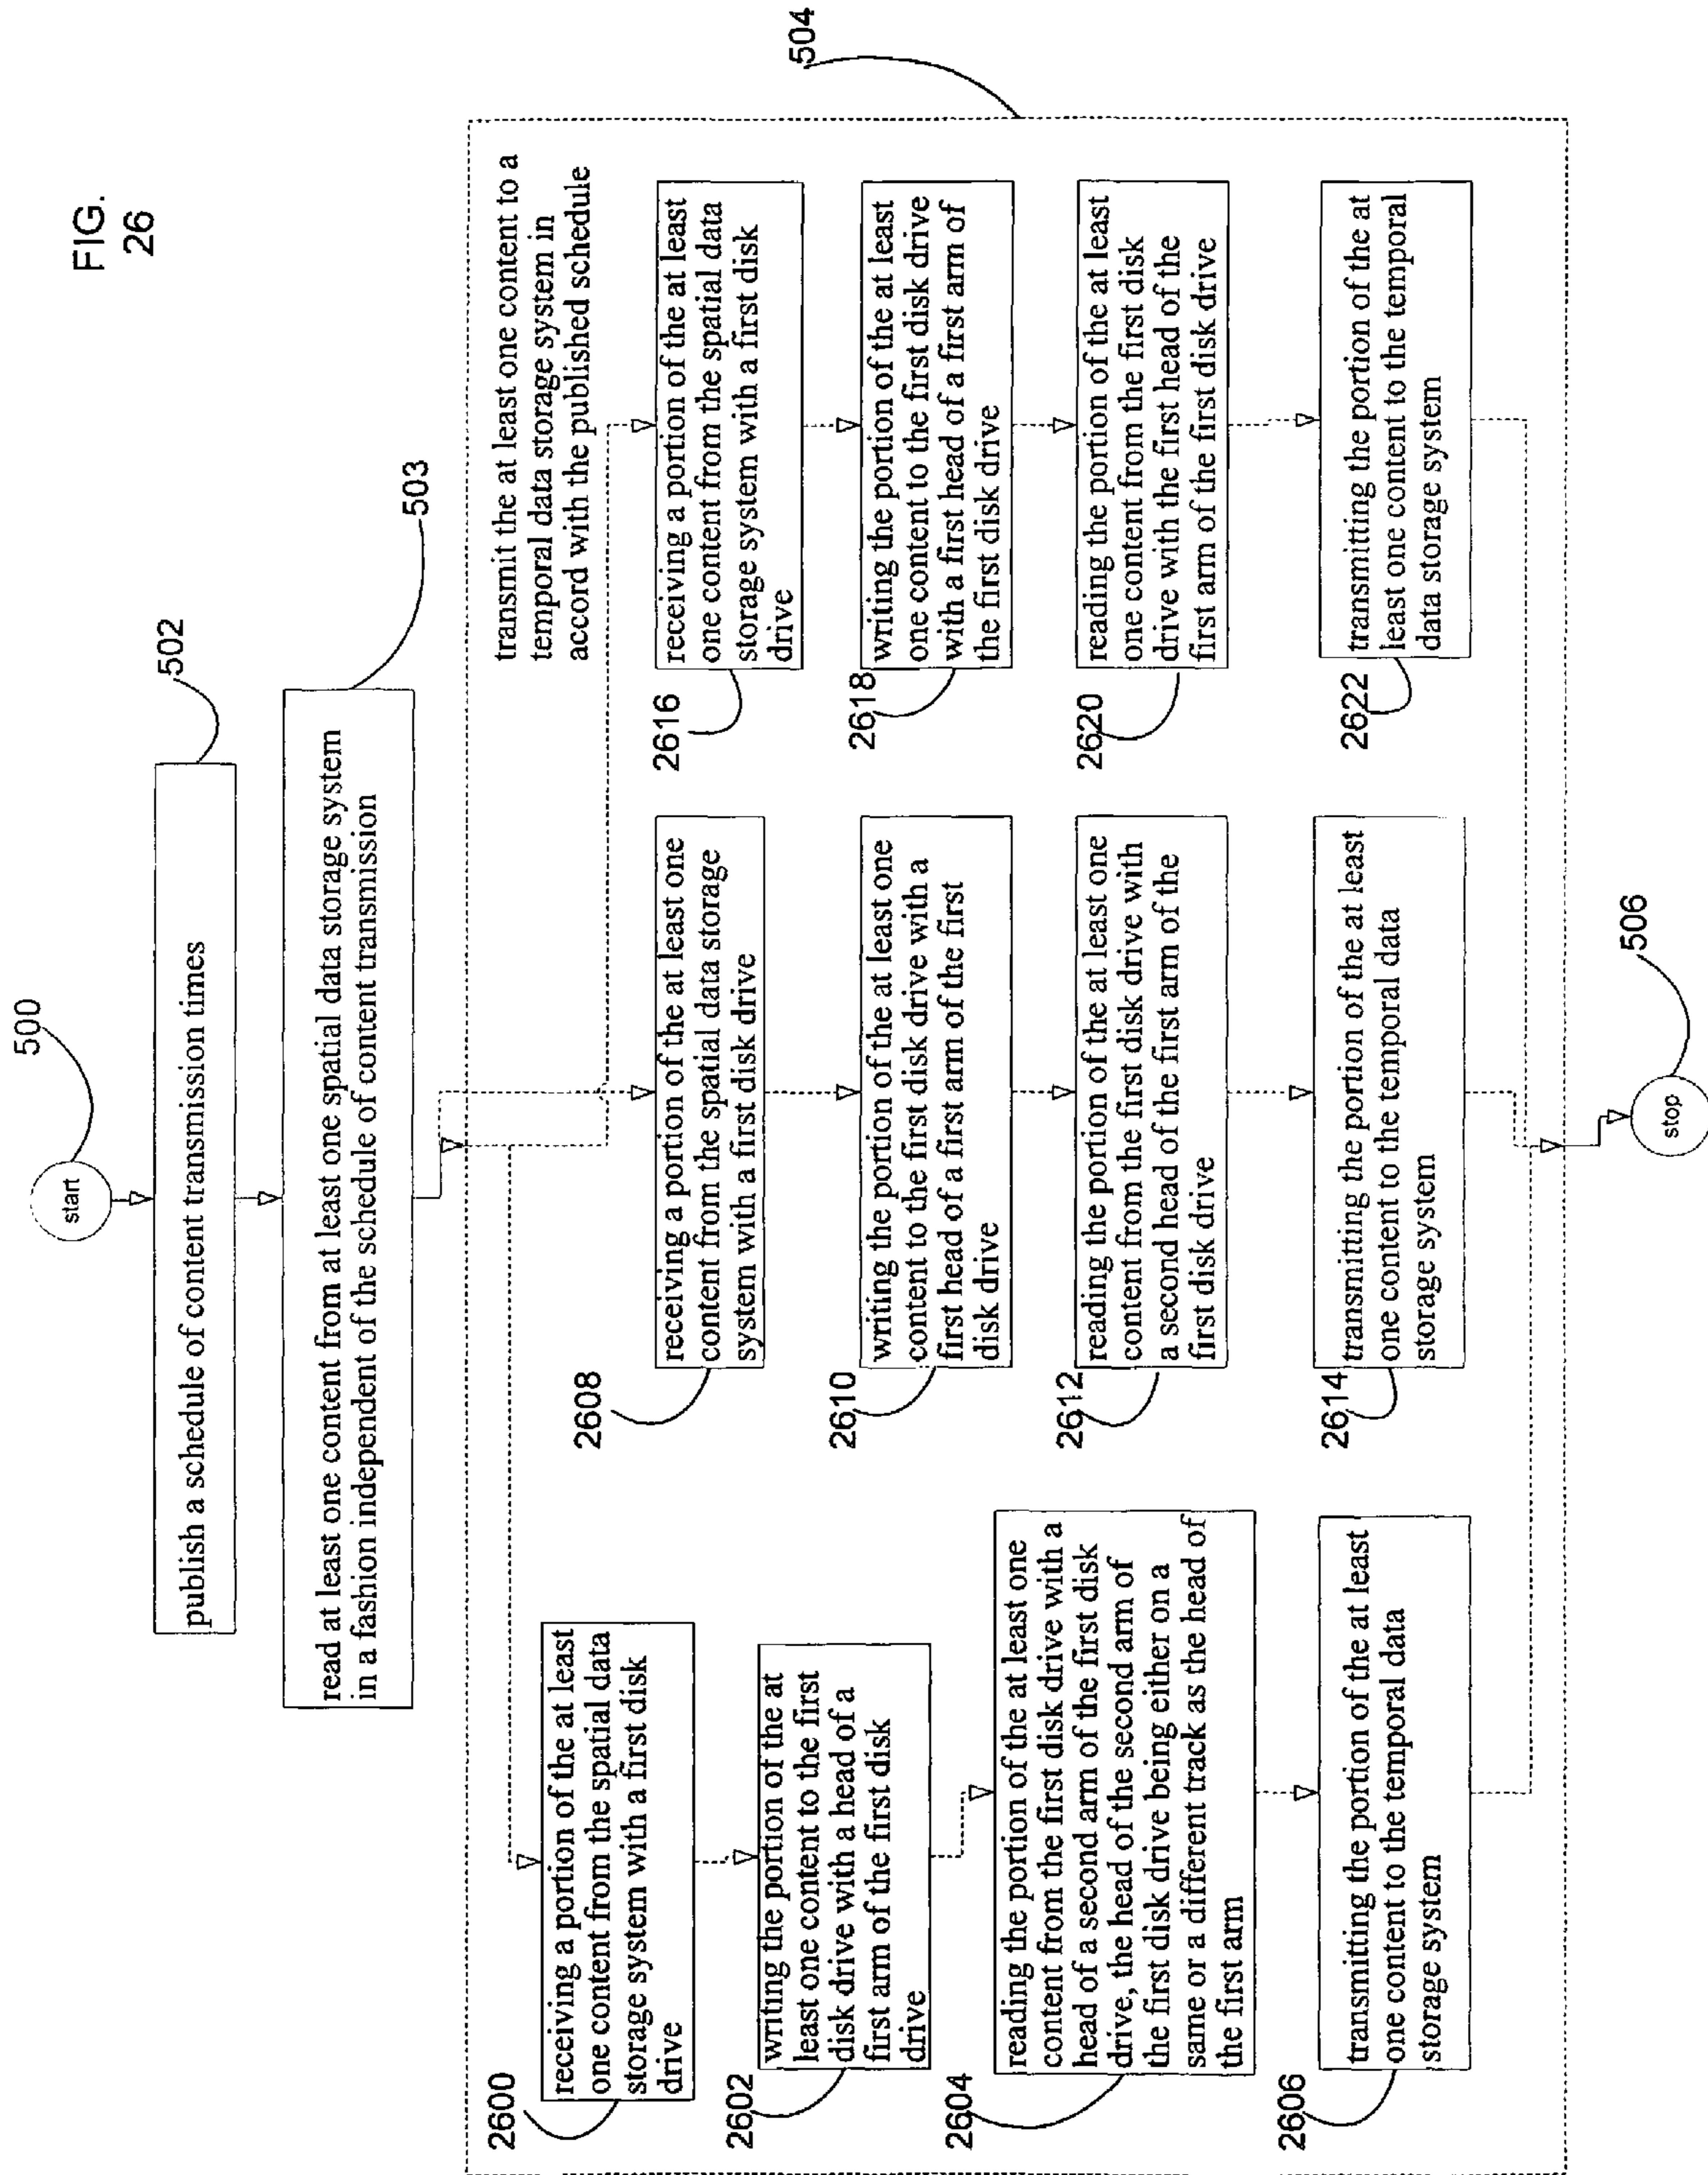 FIG.
26
500
start
502
publish a schedule of content transmission times
503
read at least one content from at least one spatial data storage system
in a fashion independent of the schedule of content transmission
504
transmit the at least one content to a
temporal data storage system in
accord with the published schedule
2600
receiving a portion of the at least
one content from the spatial data
storage system with a first disk
drive
2602
writing the portion of the at
least one content to the first
disk drive with a head of a
first arm of the first disk
drive
2604
reading the portion of the at least one
content from the first disk drive with a
head of a second arm of the first disk
drive, the head of the second arm of
the first disk drive being either on a
same or a different track as the head of
the first arm
2606
transmitting the portion of the at least
one content to the temporal data
storage system
2608
receiving a portion of the at least one
content from the spatial data storage
system with a first disk drive
2610
writing the portion of the at least one
content to the first disk drive with a
first head of a first arm of the first
disk drive
2612
reading the portion of the at least one
content from the first disk drive with
a second head of the first arm of the
first disk drive
2614
transmitting the portion of the at least
one content to the temporal data
storage system
2616
receiving a portion of the at least
one content from the spatial data
storage system with a first disk
drive
2618
writing the portion of the at least
one content to the first disk drive
with a first head of a first arm of
the first disk drive
2620
reading the portion of the at least
one content from the first disk
drive with the first head of the
first arm of the first disk drive
2622
transmitting the portion of the at
least one content to the temporal
data storage system
stop
506